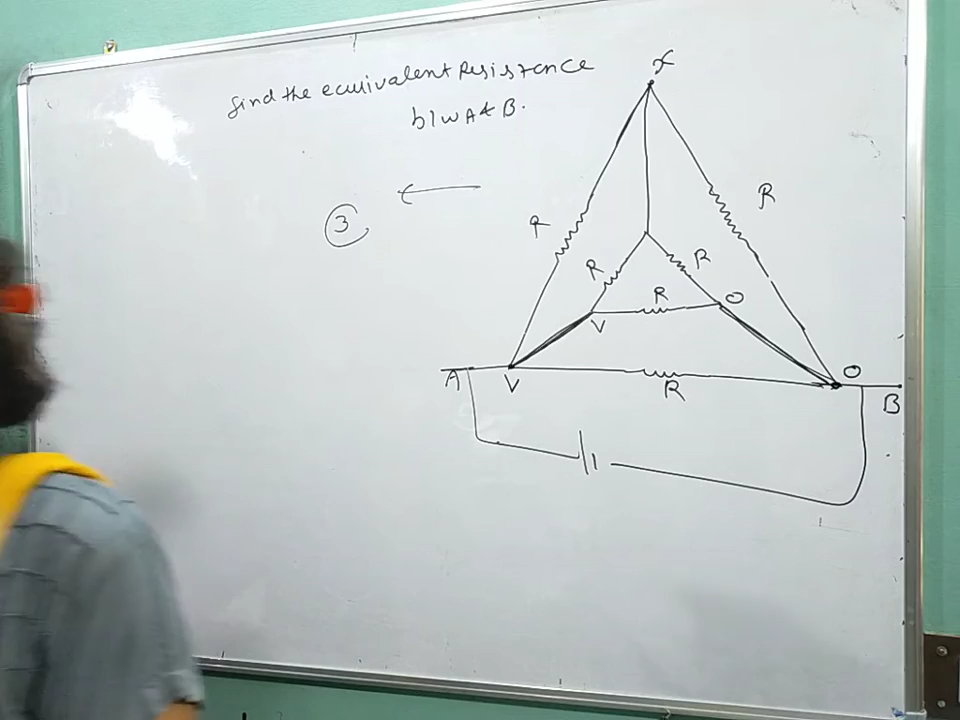 find the equivalent Resistance
b/w A & B.
x
3
R
R
R
R
R
O
V
A
V
R
O
B